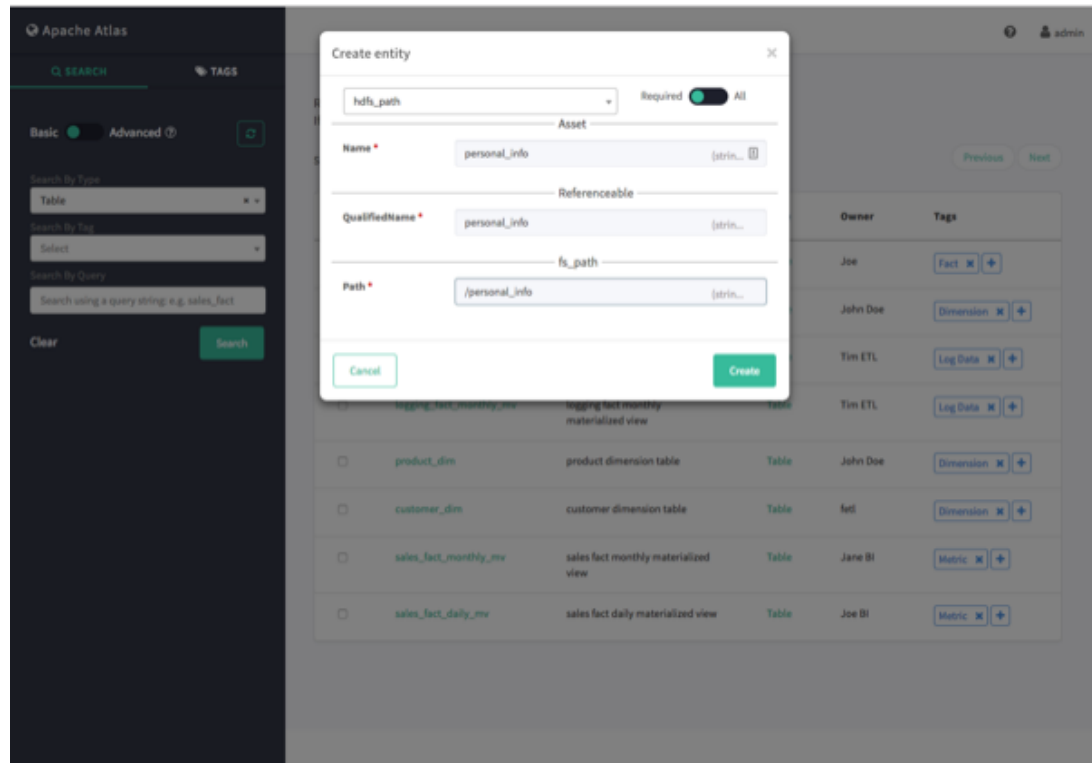 Apache Atlas
admin
SEARCH
TAGS
Basic
Advanced
Search By Type
Table
Search By Tag
Select
Search By Query
Search using a query string: e.g. sales_fact
Clear
Search
Create entity
hdfs_path
Required
All
Asset
Name *
personal_info
(strin...
Referenceable
QualifiedName *
personal_info
(strin...
fs_path
Path *
/personal_info
(strin...
Cancel
Create
Previous
Next
Owner
Tags
Joe
Fact
John Doe
Dimension
Tim ETL
Log Data
logging_fact_monthly_mv
logging fact monthly
materialized view
Table
Tim ETL
Log Data
product_dim
product dimension table
Table
John Doe
Dimension
customer_dim
customer dimension table
Table
fetl
Dimension
sales_fact_monthly_mv
sales fact monthly materialized
view
Table
Jane BI
Metric
sales_fact_daily_mv
sales fact daily materialized view
Table
Joe BI
Metric